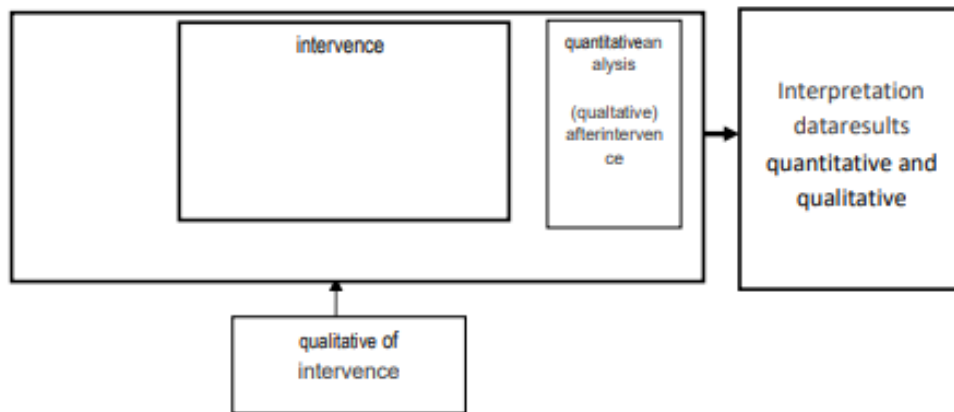 intervence
quantitativean
alysis
(qualtative)
afterinterven
ce
Interpretation
dataresults
quantitative and
qualitative
qualitative of
intervence